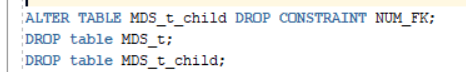 ALTER TABLE MDS_t_child DROP CONSTRAINT NUM_FK;
DROP table MDS_t;
DROP table MDS_t_child;